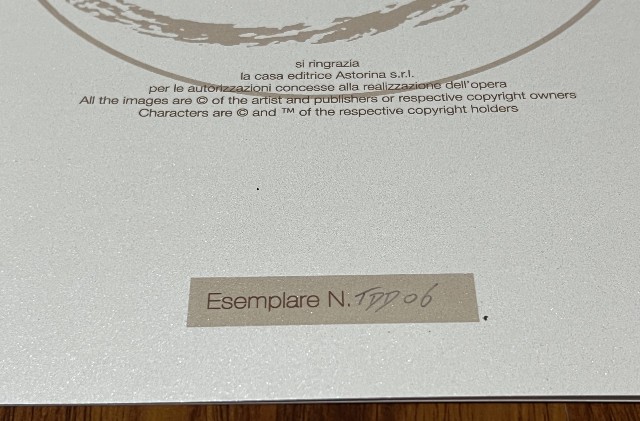 si ringrazia
la casa editrice Astorina s.r.l.
per le autorizzazioni concesse alla realizzazione dell'opera
All the images are © of the artist and publishers or respective copyright owners
Characters are © and ™ of the respective copyright holders
Esemplare N. TDD06